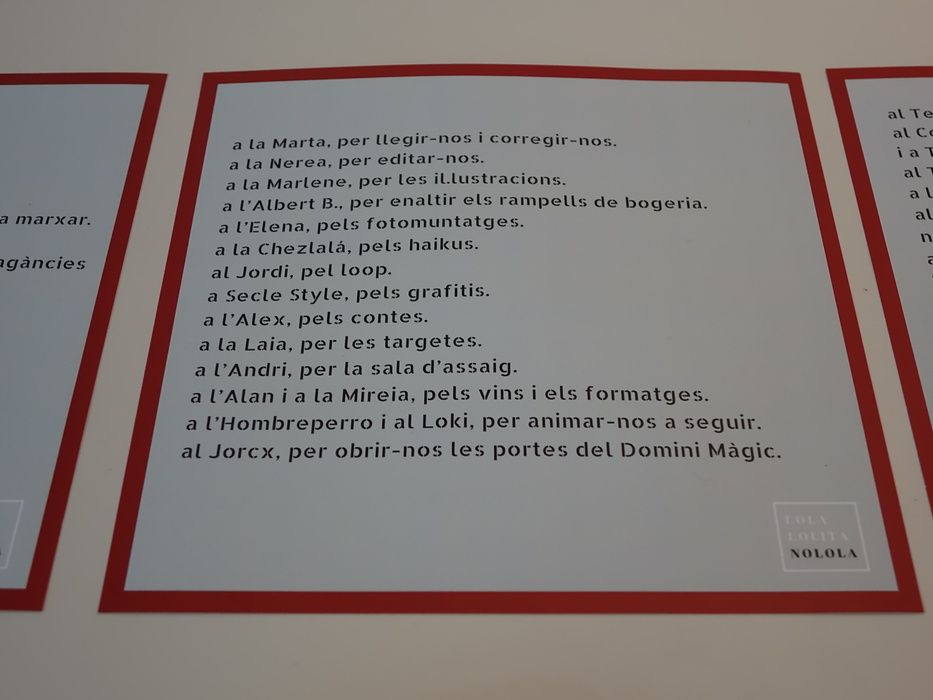 a marxar.
a la Marta, per llegir-nos i corregir-nos.
a la Nerea, per editar-nos.
a la Marlene, per les il.lustracions.
a l'Albert B., per enaltir els rampells de bogeria.
a l'Elena, pels fotomuntatges.
a la Chezlalá, pels haikus.
al Jordi, pel loop.
a Secle Style, pels grafitis.
a l'Alex, pels contes.
a la Laia, per les targetes.
a l'Andri, per la sala d'assaig.
a l'Alan i a la Mireia, pels vins i els formatges.
a l'Hombreperro i al Loki, per animar-nos a seguir.
al Jorcx, per obrir-nos les portes del Domini Màgic.
LOLA
LOLITA
NOLOLA
al
al
i a
al
a
al